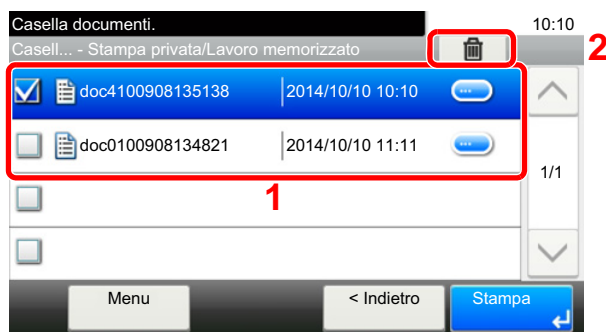 Casella documenti. 10:10
Casell... - Stampa privata/Lavoro memorizzato 2
doc4100908135138 2014/10/10 10:10
doc0100908134821 2014/10/10 11:11
1/1
1
Menu < Indietro Stampa